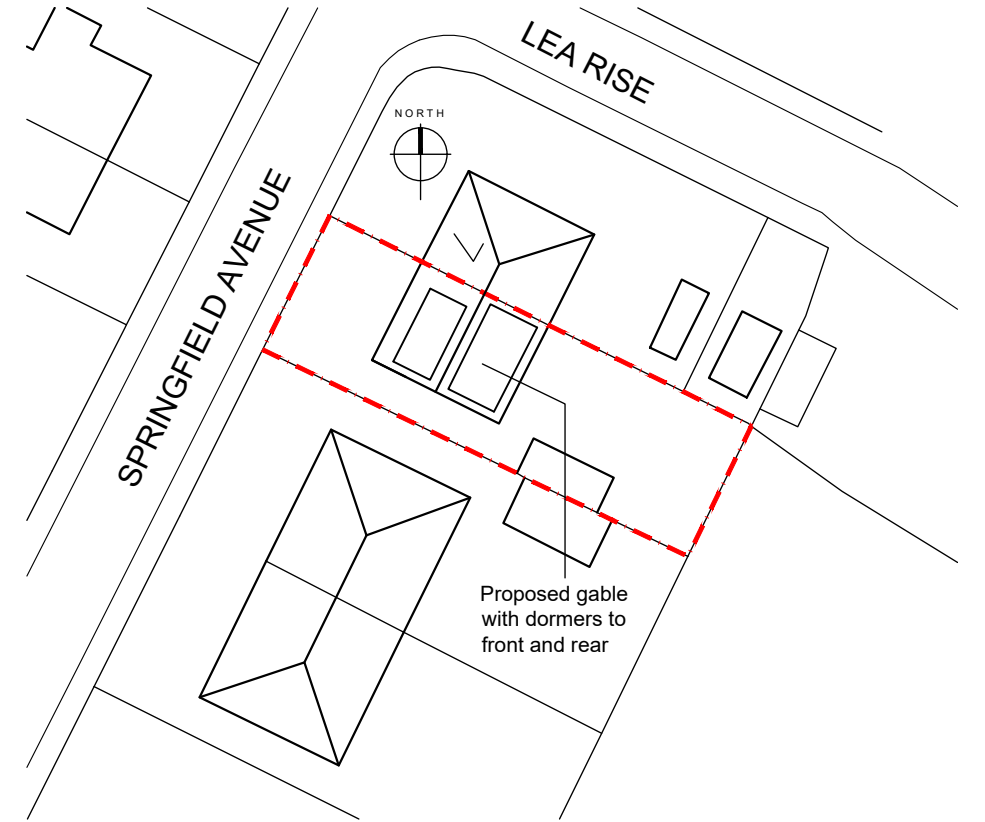 LEA RISE
NORTH
SPRINGFIELD AVENUE
Proposed gable
with dormers to
front and rear